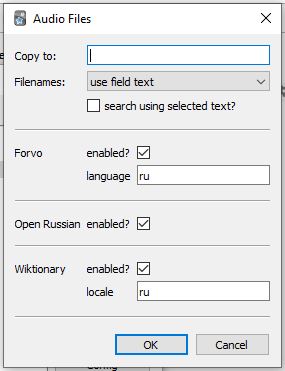 Audio Files
Copy to:
Filenames: use field text
search using selected text?
Forvo enabled?
language ru
Open Russian enabled?
Wiktionary enabled?
locale ru
OK Cancel
Config